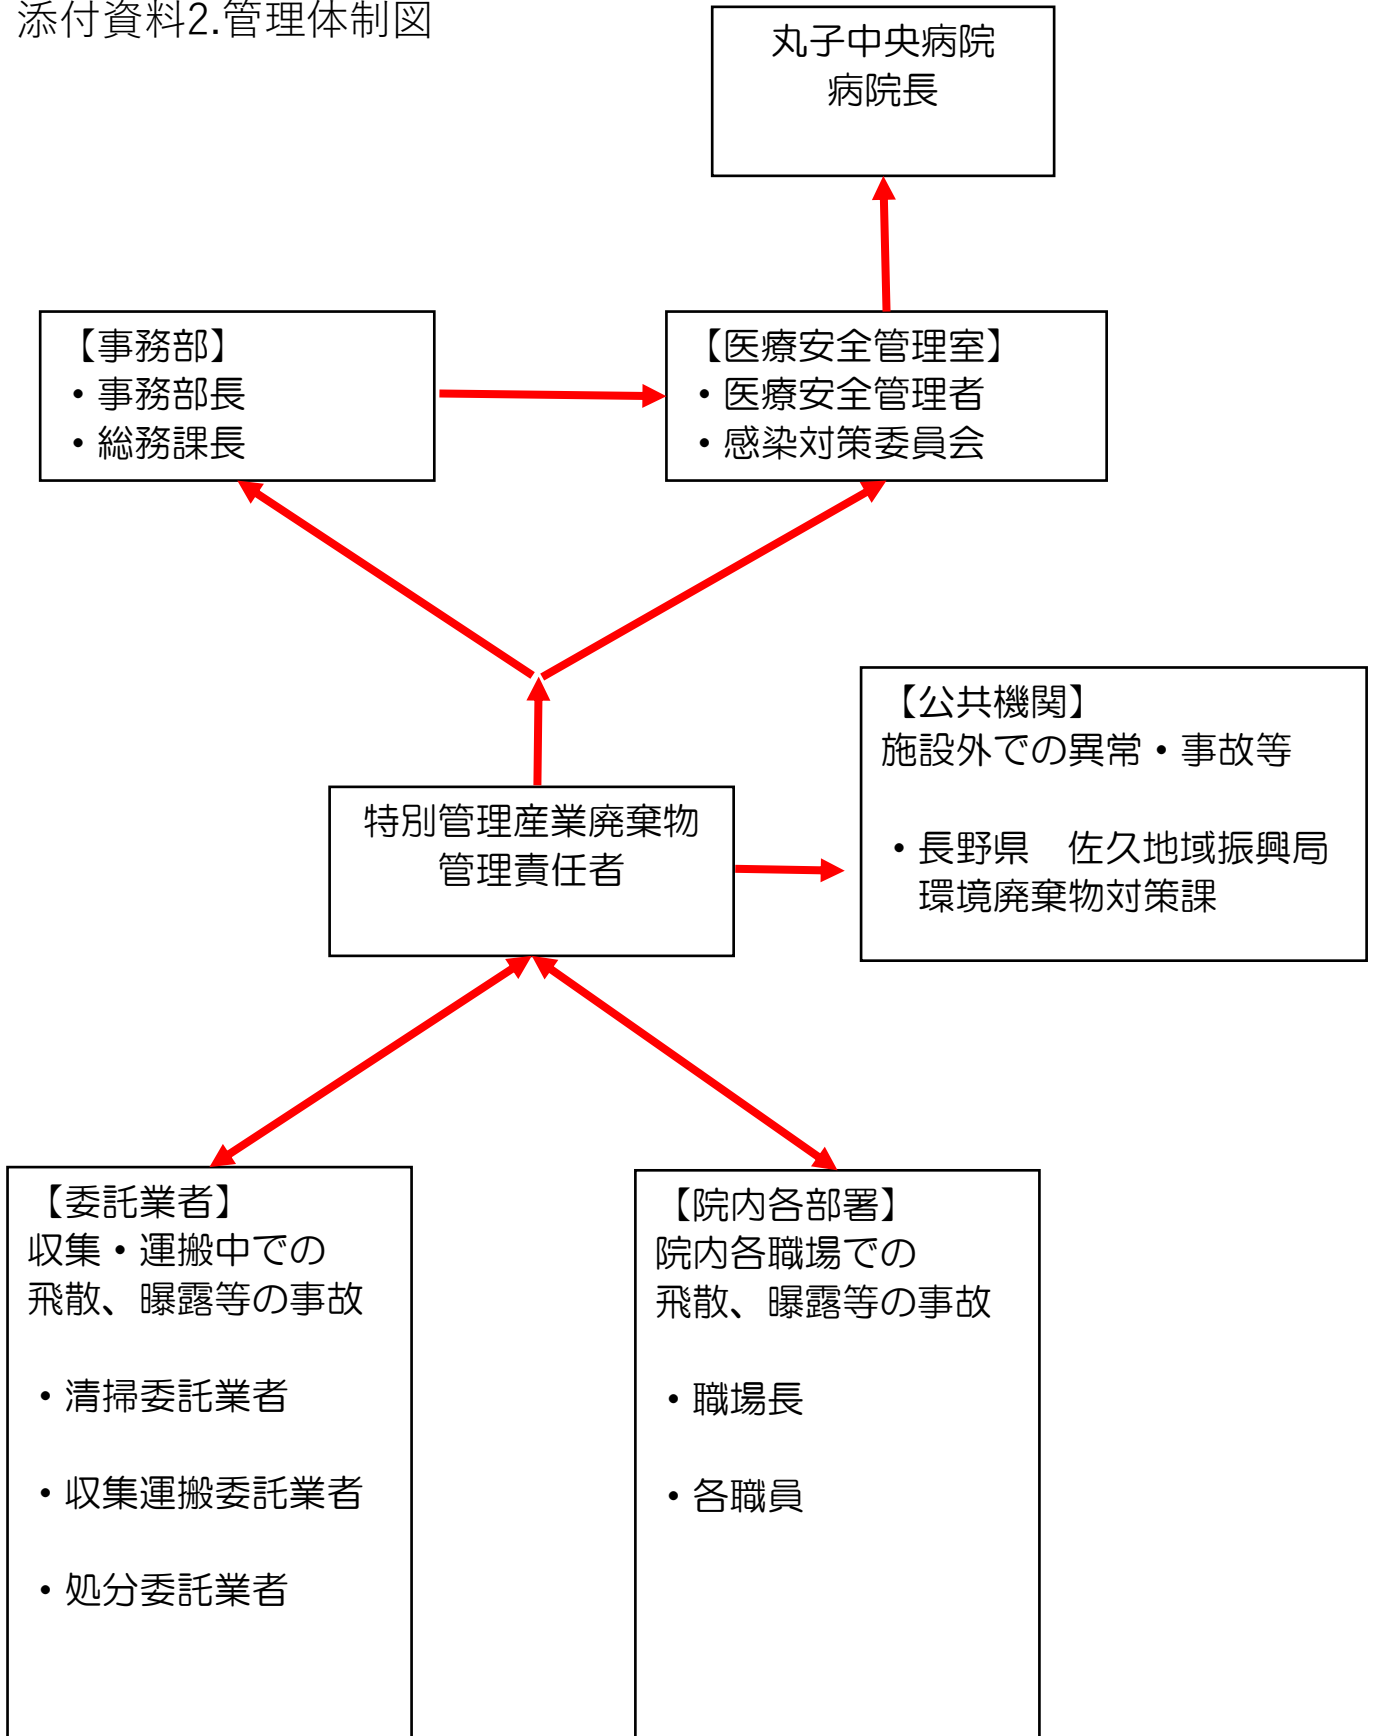 添付資料2.管理体制図
丸子中央病院
病院長
【事務部】
・事務部長
・総務課長
【医療安全管理室】
・医療安全管理者
・感染対策委員会
特別管理産業廃棄物
管理責任者
【公共機関】
施設外での異常・事故等
・長野県　佐久地域振興局
環境廃棄物対策課
【委託業者】
収集・運搬中での
飛散、曝露等の事故
・清掃委託業者
・収集運搬委託業者
・処分委託業者
【院内各部署】
院内各職場での
飛散、曝露等の事故
・職場長
・各職員